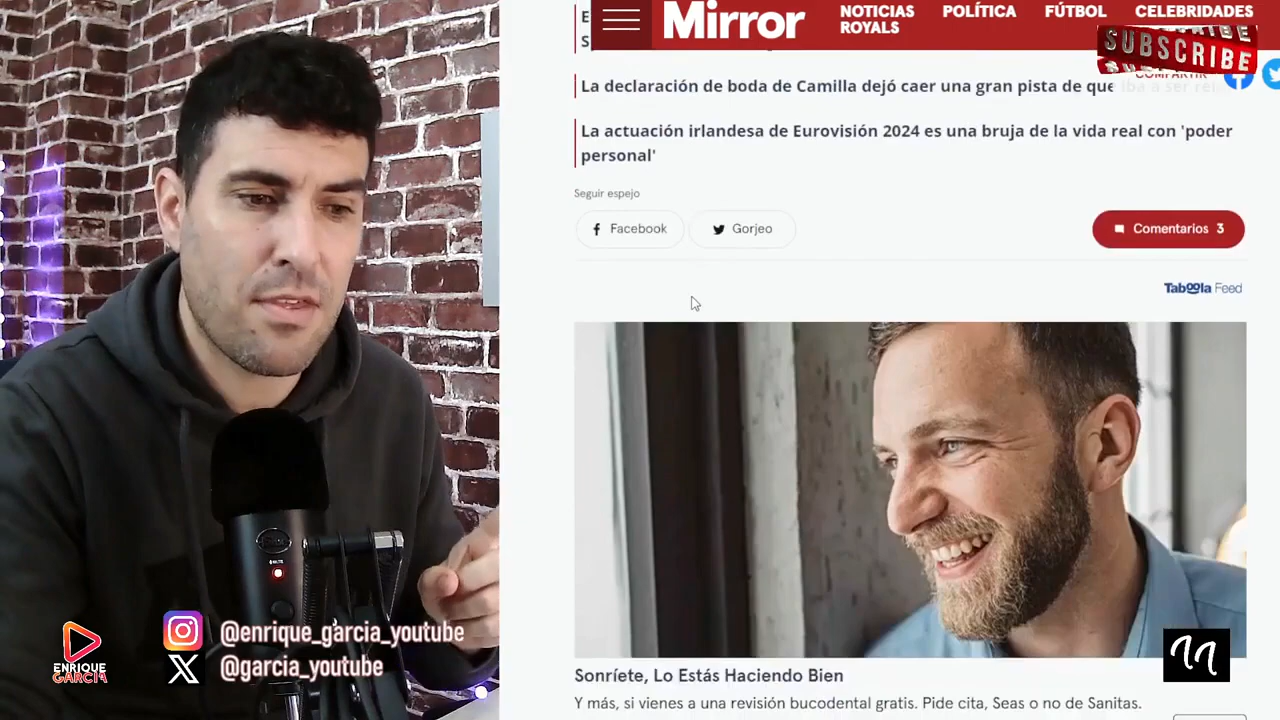 Mirror
NOTICIAS
ROYALS
POLÍTICA
FÚTBOL
CELEBRIDADES
SUBSCRIBE
COMPARTIR
La declaración de boda de Camilla dejó caer una gran pista de que iba a ser
La actuación irlandesa de Eurovisión 2024 es una bruja de la vida real con 'poder
personal'
Seguir espejo
Facebook
Gorjeo
Comentarios 3
Taboola Feed
Sonríete, Lo Estás Haciendo Bien
Y más, si vienes a una revisión bucodental gratis. Pide cita, Seas o no de Sanitas.
ENRIQUE
GARCIA
@enrique_garcia_youtube
@garcia_youtube